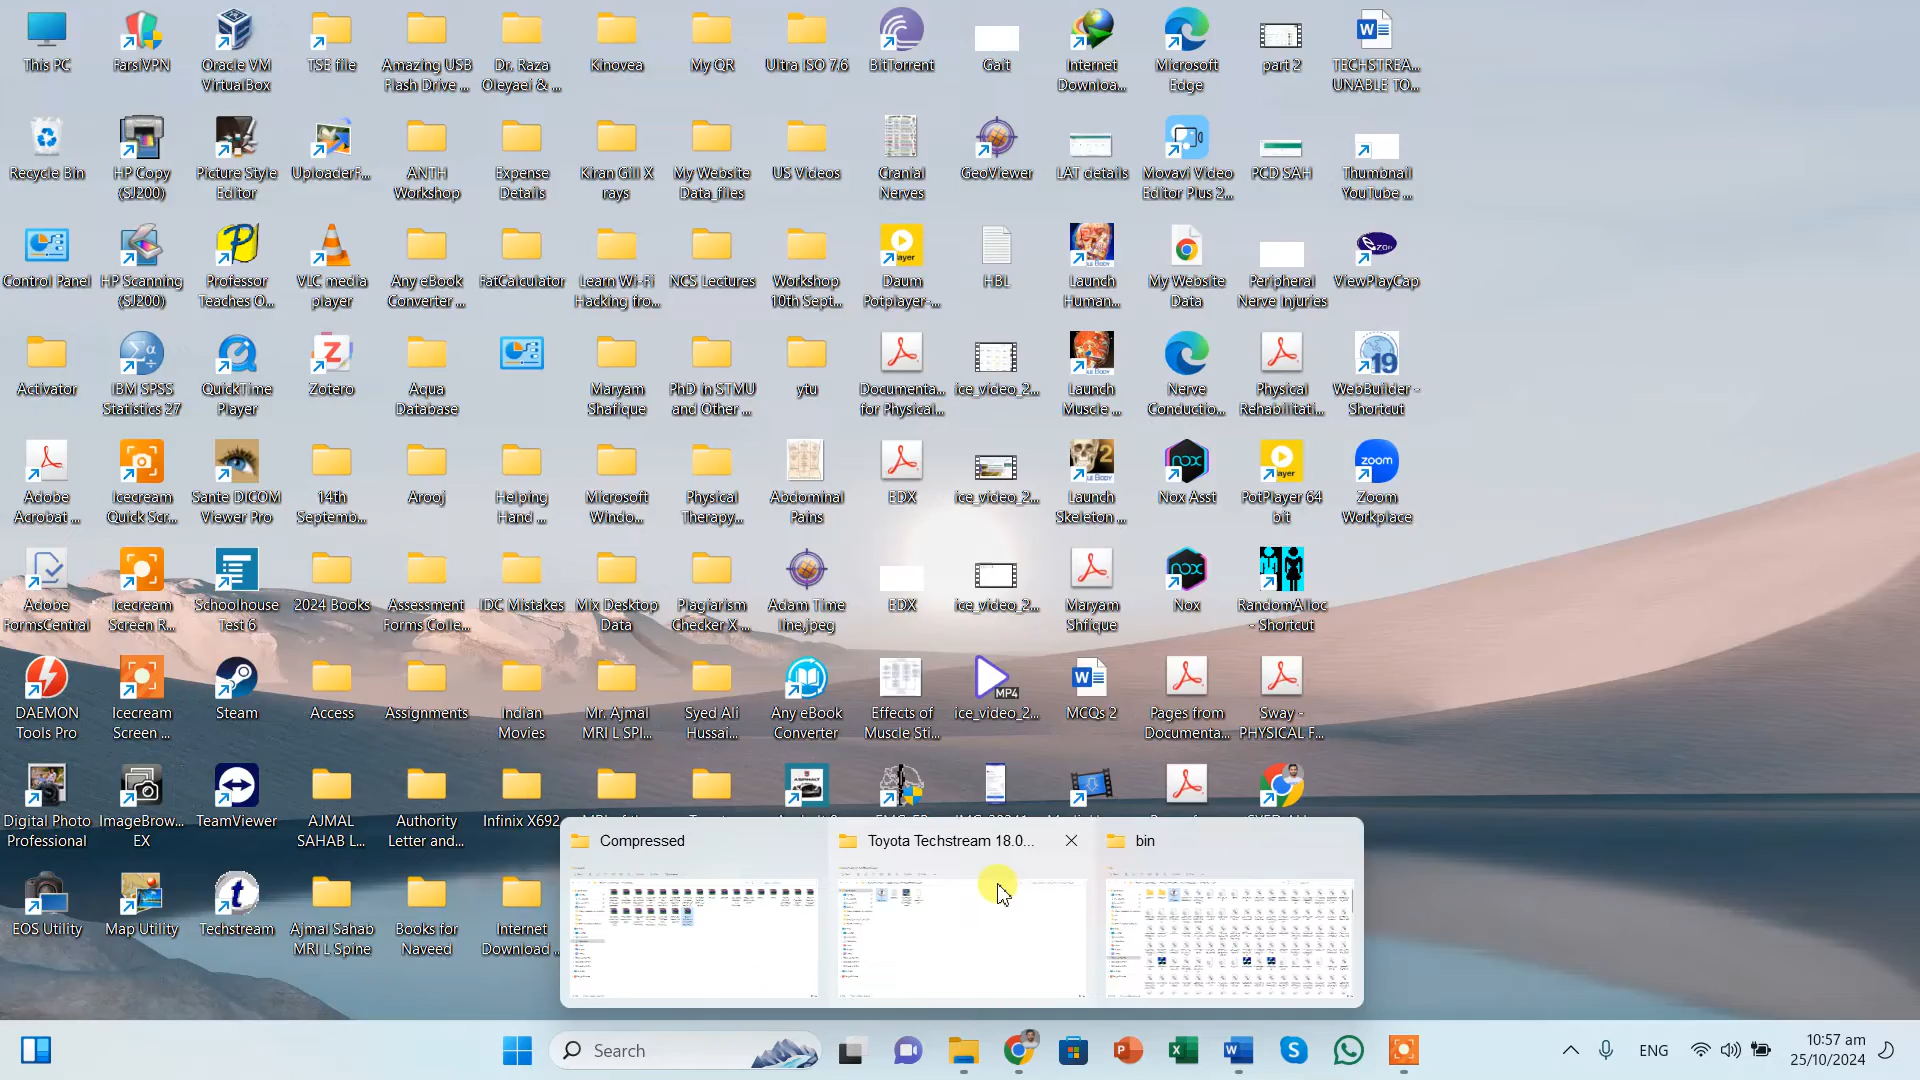 This PC
FarsiVPN
Oracle VM
VirtualBox
TSE file
Amazing USB
Flash Drive ...
Dr. Raza
Oleyaei & ...
Kinovea
My QR
Ultra ISO 7.6
BitTorrent
Gait
Internet
Downloa...
Microsoft
Edge
part 2
TECHSTREA...
UNABLE TO...
Recycle Bin
HP Copy
(SJ200)
Picture Style
Editor
UploaderF...
ANTH
Workshop
Expense
Details
Kiran Gill X
rays
My Website
Data_files
US Videos
Cranial
Nerves
GeoViewer
LAT details
Movavi Video
Editor Plus 2...
PCD SAH
Thumbnail
YouTube ...
Control Panel
HP Scanning
(SJ200)
Professor
Teaches O...
VLC media
player
Any eBook
Converter ...
FatCalculator
Learn Wi-Fi
Hacking fro...
NCS Lectures
Workshop
10th Sept...
Daum
Potplayer-...
HBL
Launch
Human...
My Website
Data
Peripheral
Nerve Injuries
ViewPlayCap
Activator
IBM SPSS
Statistics 27
QuickTime
Player
Zotero
Aqua
Database
Maryam
Shafique
PhD in STMU
and Other ...
ytu
Documenta...
for Physical...
ice_video_2...
Launch
Muscle ...
Nerve
Conductio...
Physical
Rehabilitati...
WebBuilder -
Shortcut
Adobe
Acrobat ...
Icecream
Quick Scr...
Sante DICOM
Viewer Pro
14th
Septemb...
Arooj
Helping
Hand ...
Microsoft
Windo...
Physical
Therapy...
Abdominal
Pains
EDX
ice_video_2...
Launch
Skeleton ...
Nox Asst
PotPlayer 64
bit
zoom
Zoom
Workplace
Adobe
FormsCentral
Icecream
Screen R...
Schoolhouse
Test 6
2024 Books
Assessment
Forms Colle...
IDC Mistakes
Mix Desktop
Data
Plagiarism
Checker X ...
Adam Time
line.jpeg
EDX
ice_video_2...
Maryam
Shfique
Nox
RandomAlloc
- Shortcut
DAEMON
Tools Pro
Icecream
Screen ...
Steam
Access
Assignments
Indian
Movies
Mr. Ajmal
MRI L SPI...
Syed Ali
Hussai...
Any eBook
Converter
Effects of
Muscle Sti...
MP4
ice_video_2...
MCQs 2
Pages from
Documenta...
Sway -
PHYSICAL F...
Digital Photo
Professional
ImageBrow...
EX
TeamViewer
AJMAL
SAHAB L...
Authority
Letter and...
Infinix X692
EOS Utility
Map Utility
Techstream
Ajmal Sahab
MRI L Spine
Books for
Naveed
Internet
Download ...
Compressed
Toyota Techstream 18.0...
bin
Search
ENG
10:57 am
25/10/2024